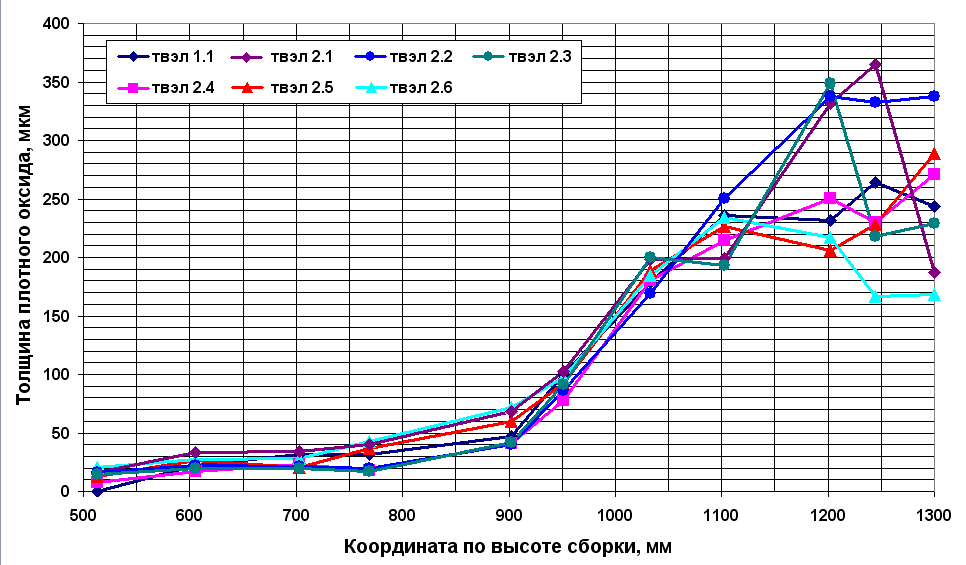 Толщина плотного оксида, мкм
400
350
300
250
200
150
100
50
0
твэл 1.1 твэл 2.1 твэл 2.2 твэл 2.3
твэл 2.4 твэл 2.5 твэл 2.6
500 600 700 800 900 1000 1100 1200 1300
Координата по высоте сборки, мм